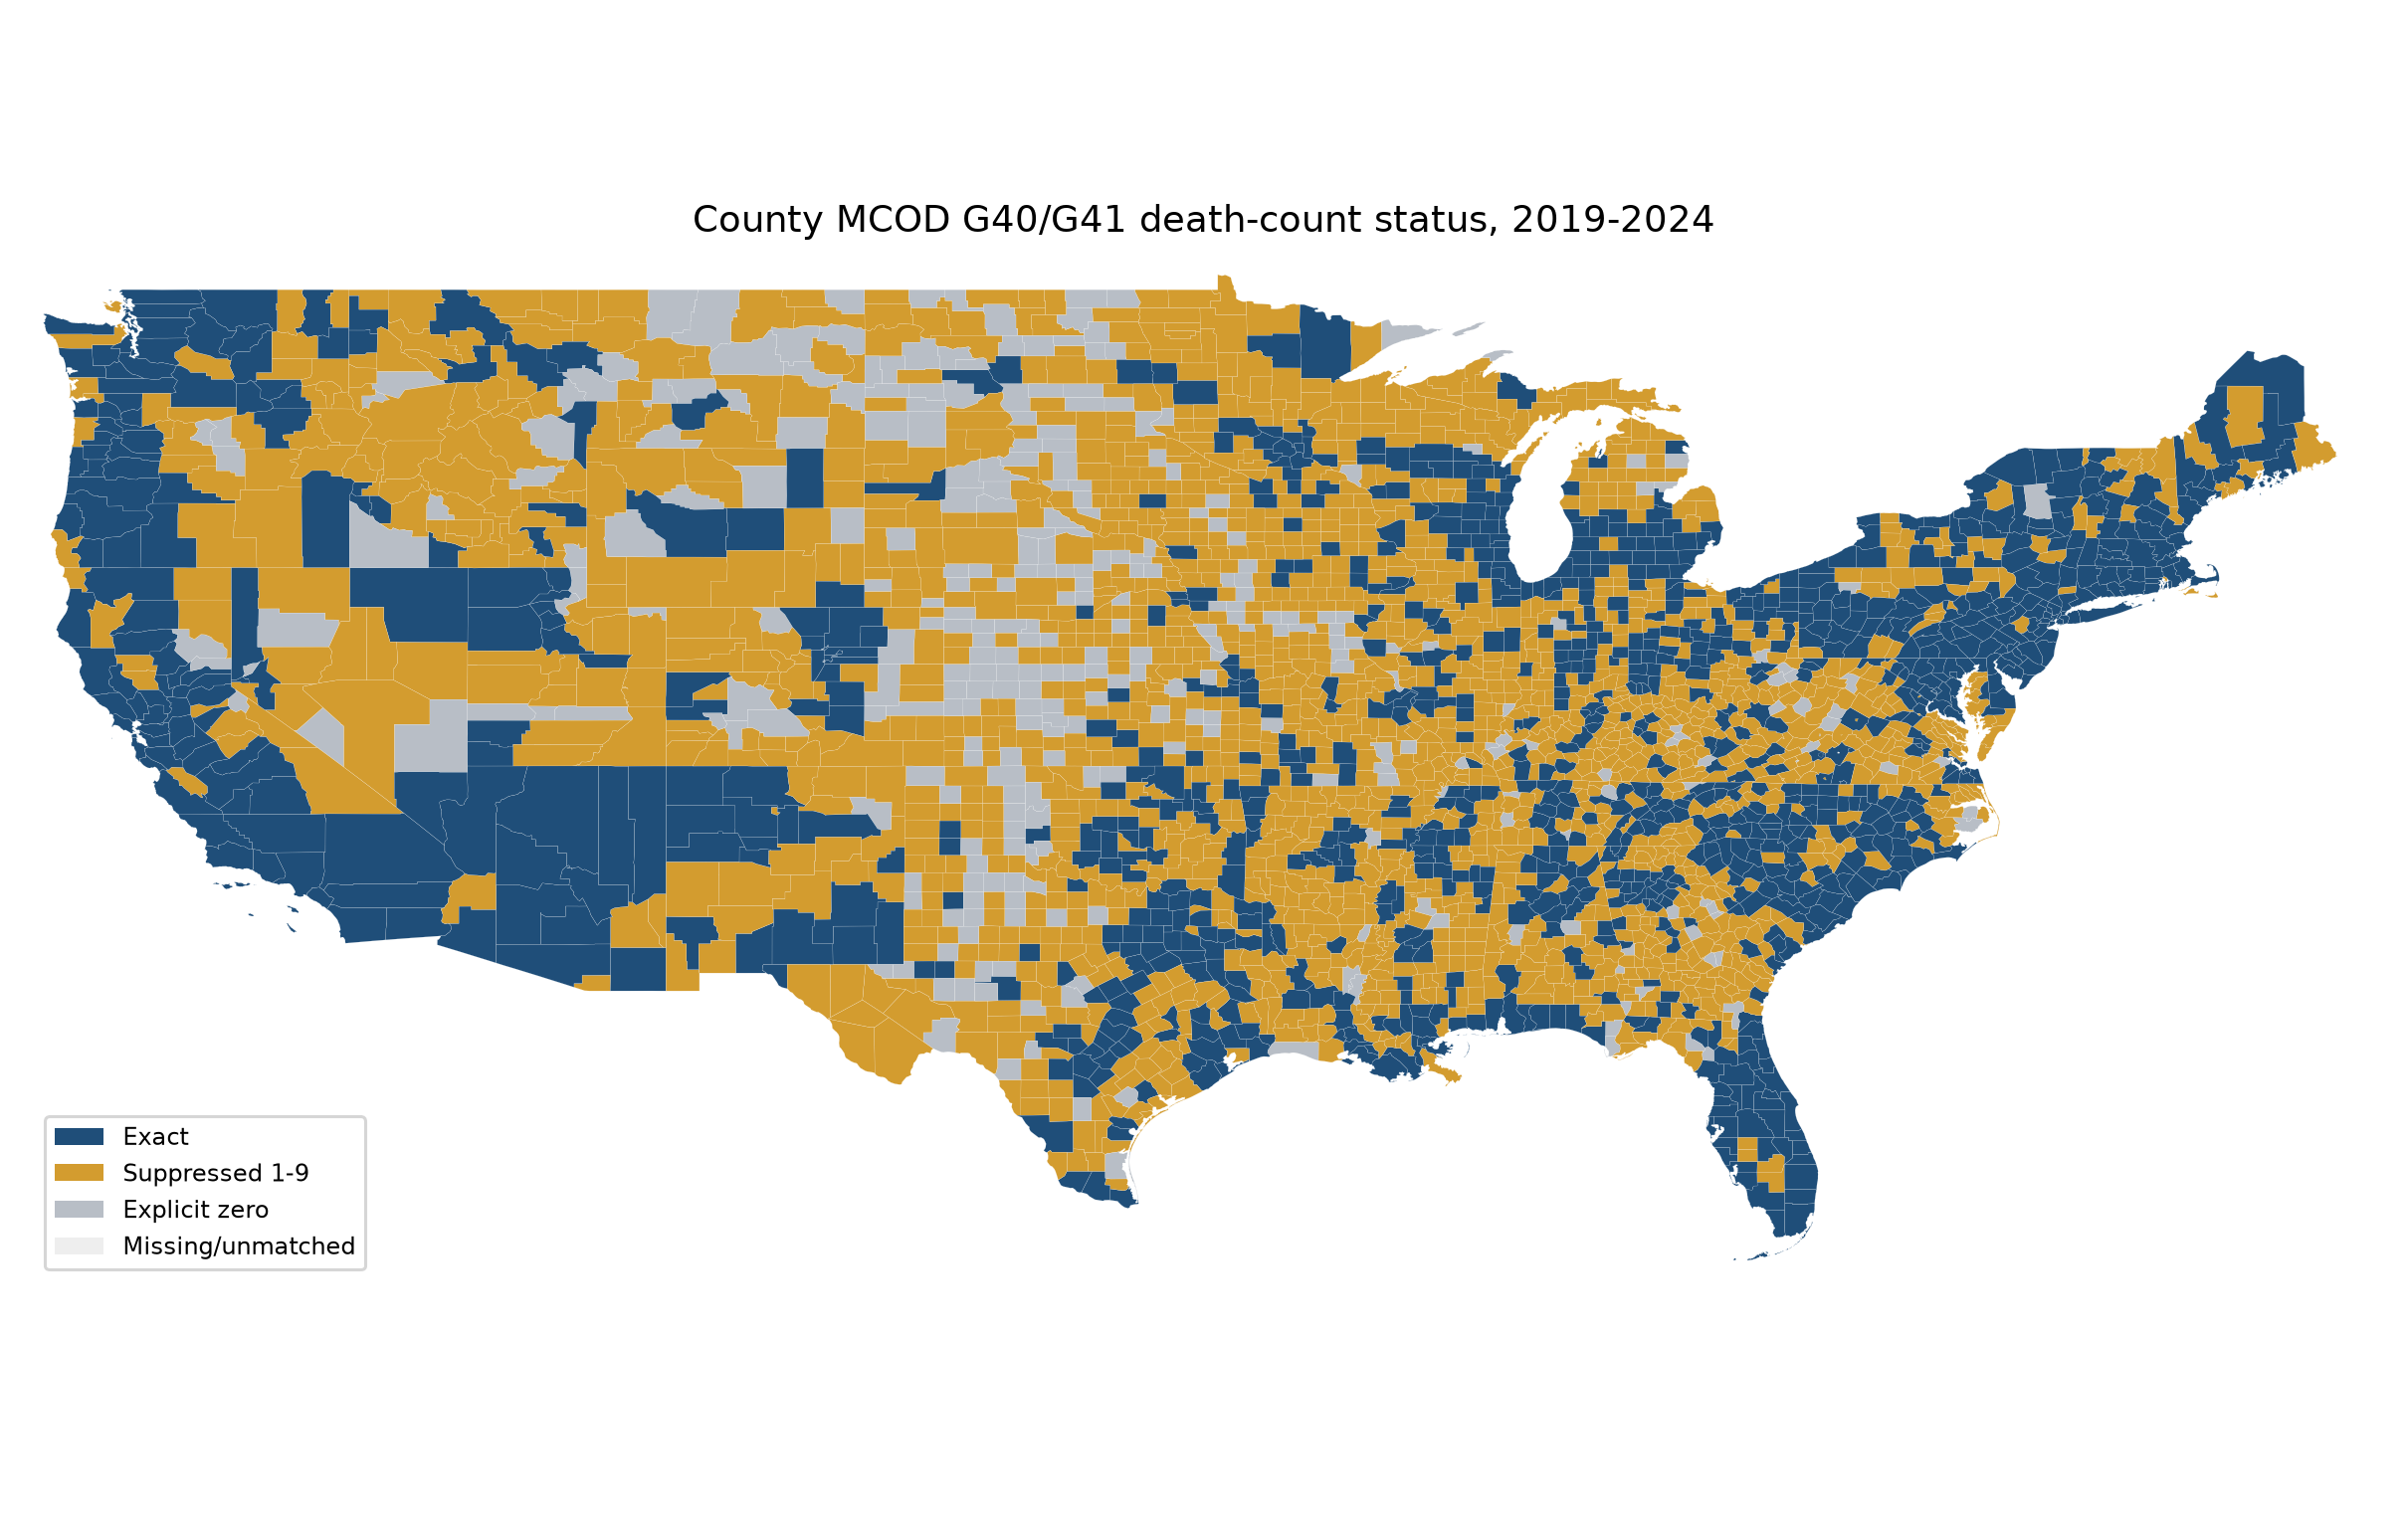 County MCOD G40/G41 death-count status, 2019-2024
Exact
Suppressed 1-9
Explicit zero
Missing/unmatched